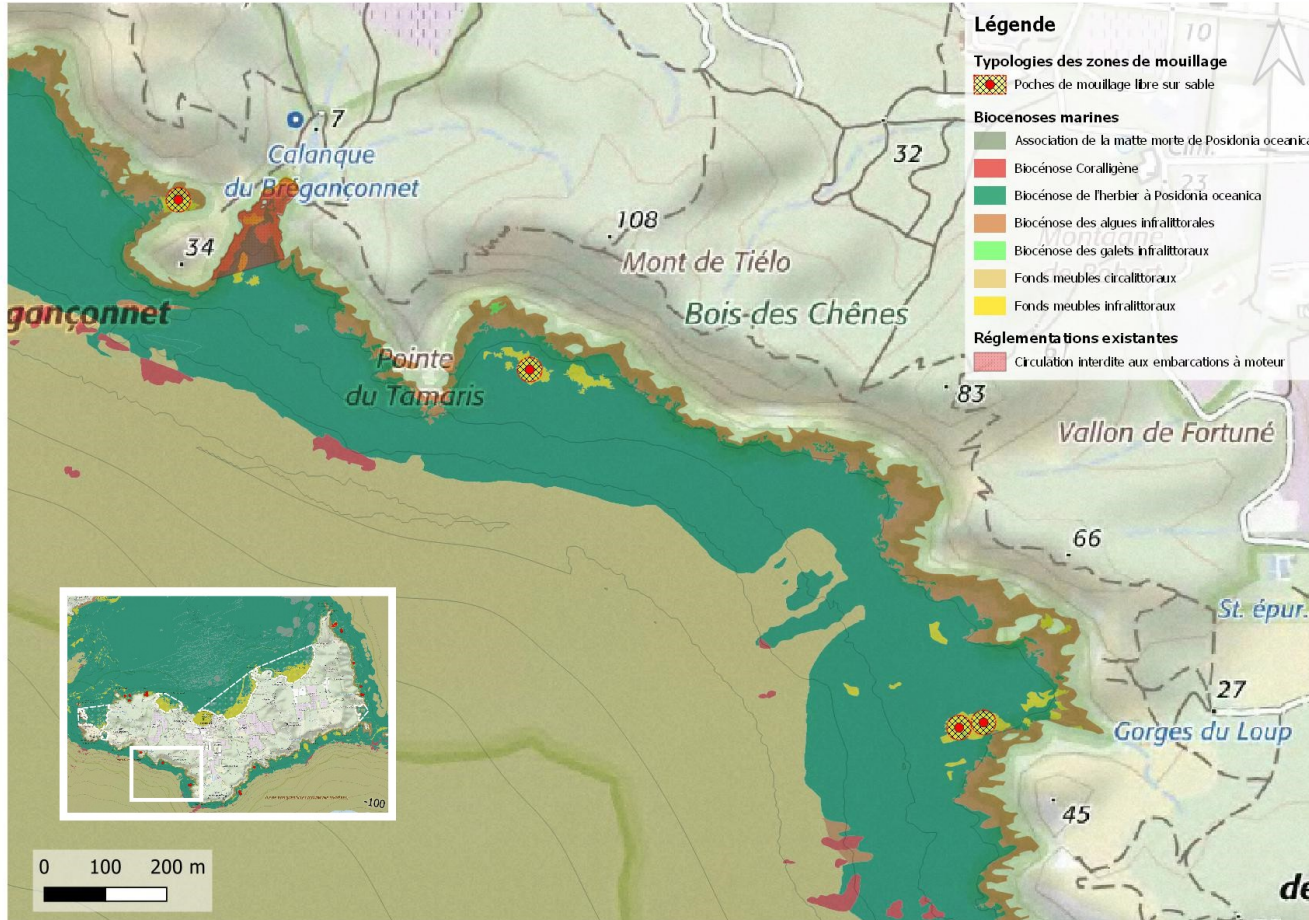 Légende
Typologies des zones de mouillage
Poches de mouillage libre sur sable
Biocenoses marines
Association de la matte morte de Posidonia oceanica
Biocénose Coralligène
Biocénose de l'herbier à Posidonia oceanica
Biocénose des algues infralittorales
Biocénose des galets infralittoraux
Fonds meubles circalittoraux
Fonds meubles infralittoraux
Réglementations existantes
Circulation interdite aux embarcations à moteur
10
23
7
Calanque
du Brégançonnet
32
34
108
Mont de Tiélo
Bois des Chênes
gançonnet
Pointe
du Tamaris
83
Vallon de Fortuné
66
St. épur.
27
Gorges du Loup
45
-100
0 100 200 m
de